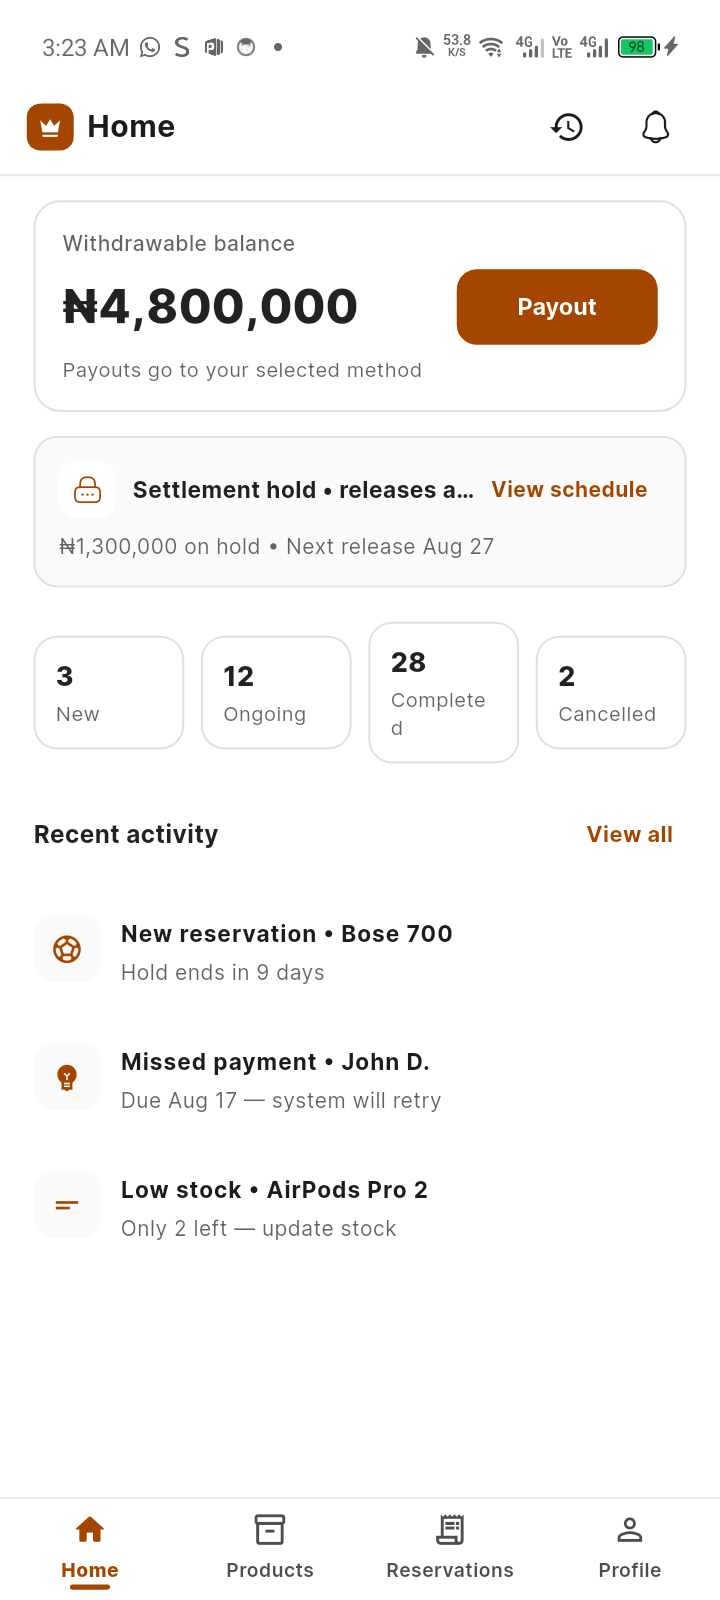 3:23 AM S 53.8 K/S 4G Vo LTE 4G 98
Home
Withdrawable balance
₦4,800,000
Payout
Payouts go to your selected method
Settlement hold • releases a... View schedule
₦1,300,000 on hold • Next release Aug 27
3
New
12
Ongoing
28
Complete
d
2
Cancelled
Recent activity View all
New reservation • Bose 700
Hold ends in 9 days
Missed payment • John D.
Due Aug 17 — system will retry
Low stock • AirPods Pro 2
Only 2 left — update stock
Home Products Reservations Profile